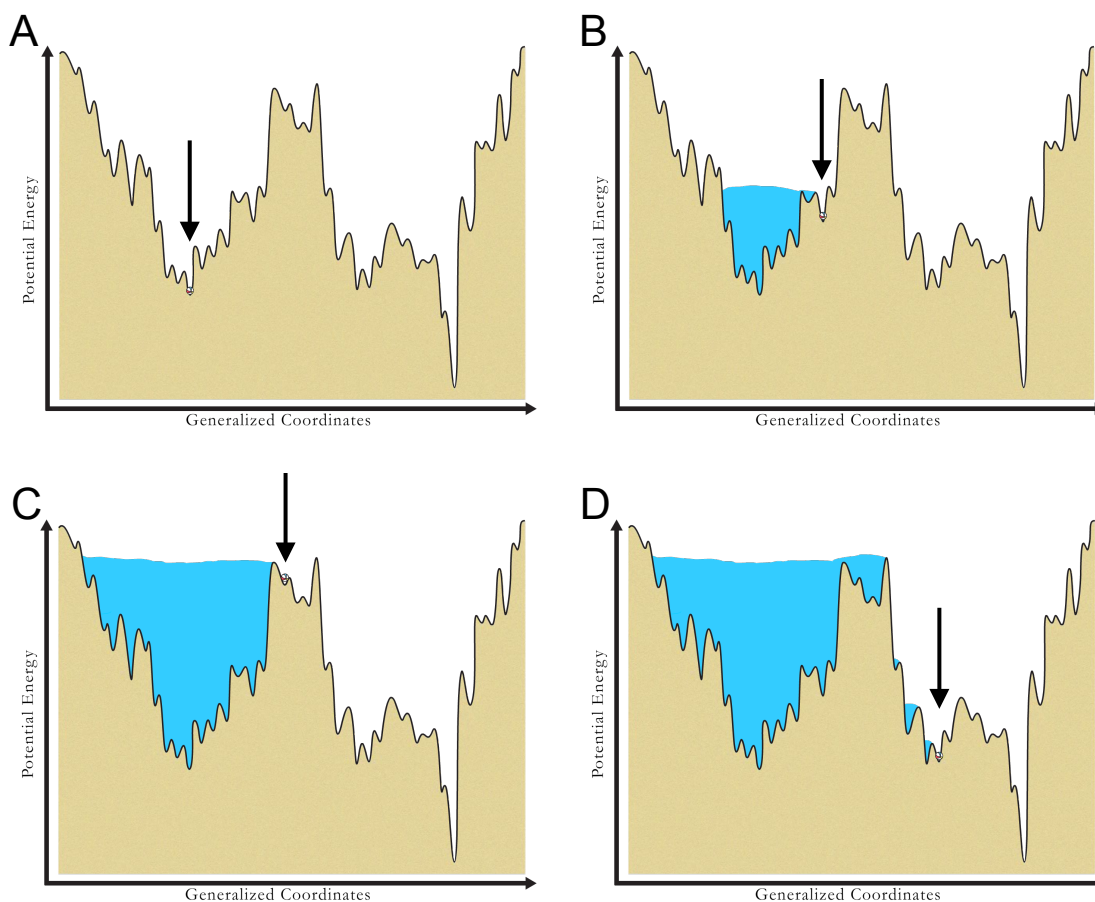 A
B
Potential Energy
Potential Energy
Generalized Coordinates
Generalized Coordinates
C
D
Potential Energy
Potential Energy
Generalized Coordinates
Generalized Coordinates